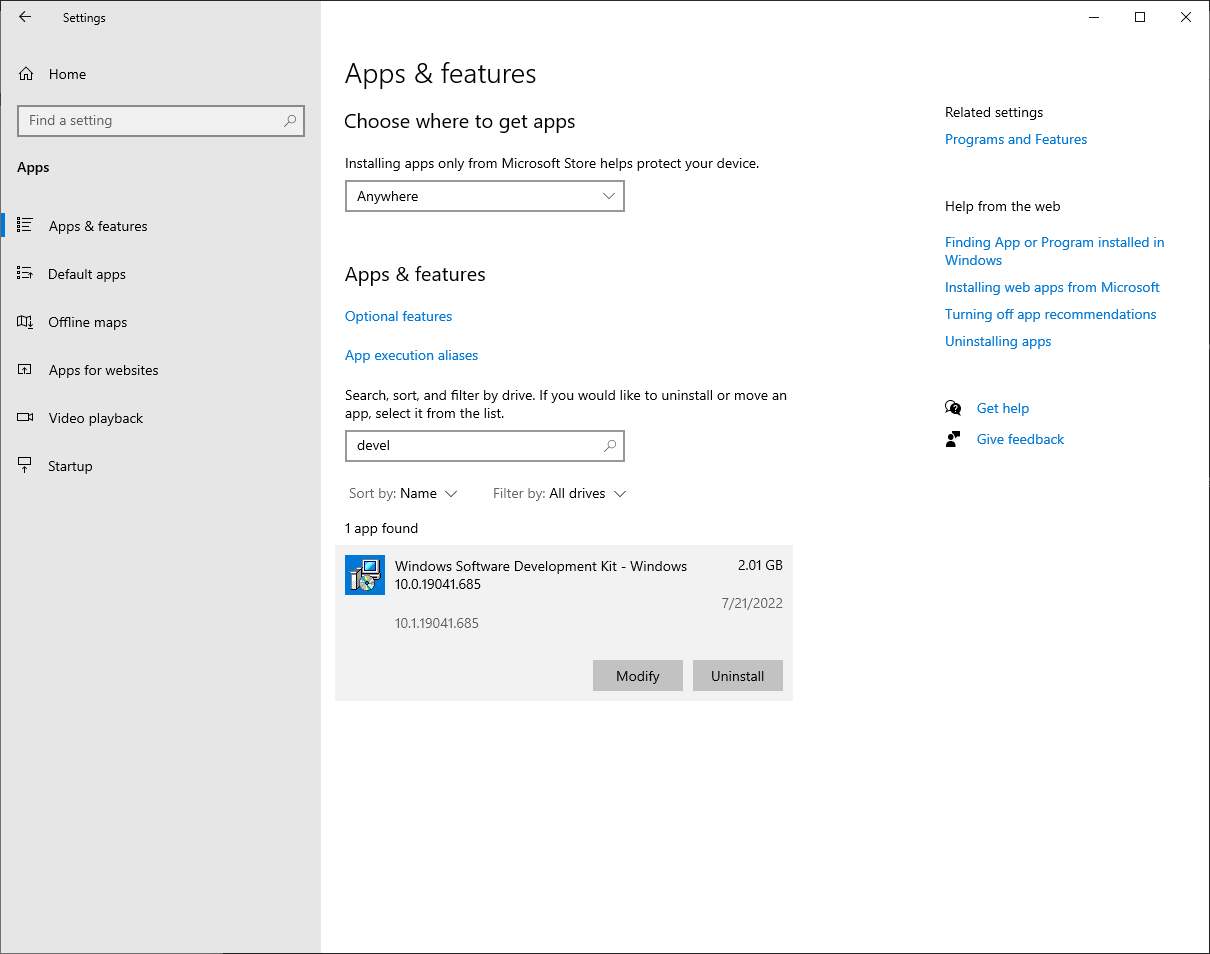 Settings
Home
Find a setting
Apps
Apps & features
Default apps
Offline maps
Apps for websites
Video playback
Startup
Apps & features
Choose where to get apps
Installing apps only from Microsoft Store helps protect your device.
Anywhere
Apps & features
Optional features
App execution aliases
Search, sort, and filter by drive. If you would like to uninstall or move an
app, select it from the list.
devel
Sort by: Name
Filter by: All drives
1 app found
Windows Software Development Kit - Windows
10.0.19041.685
2.01 GB
7/21/2022
10.1.19041.685
Modify
Uninstall
Related settings
Programs and Features
Help from the web
Finding App or Program installed in
Windows
Installing web apps from Microsoft
Turning off app recommendations
Uninstalling apps
Get help
Give feedback